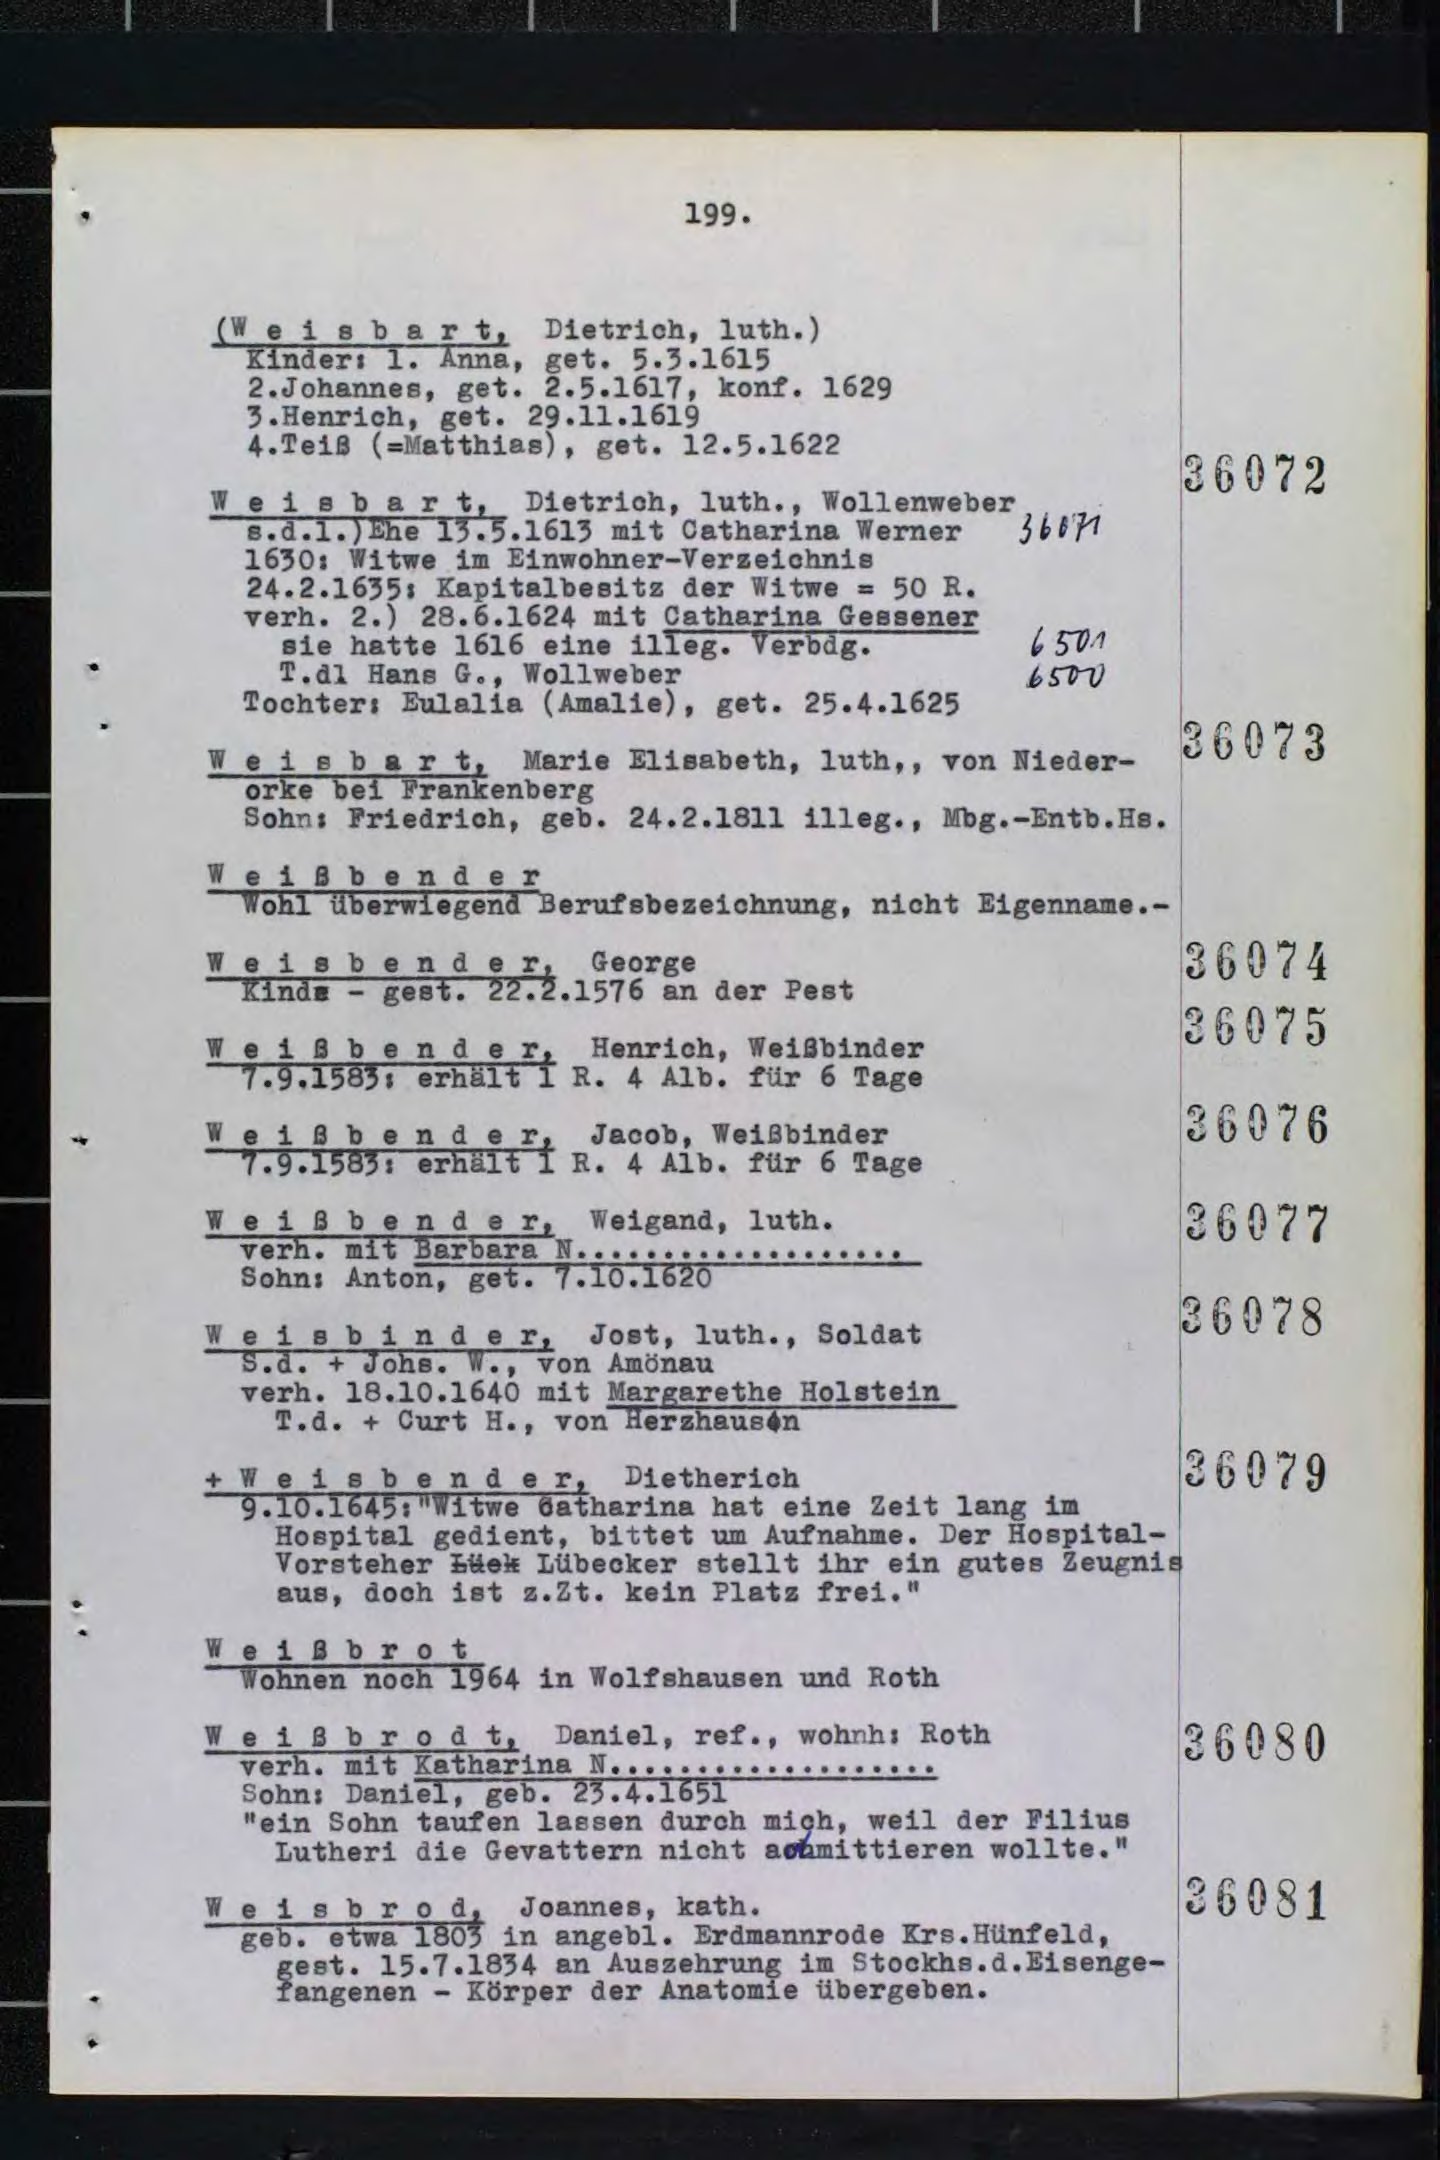 199.
(W e i s b a r t, Dietrich, luth.)
Kinder: 1. Anna, get. 5.3.1615
2.Johannes, get. 2.5.1617, konf. 1629
3.Henrich, get. 29.11.1619
4.Teiß (=Matthias), get. 12.5.1622
36072
W e i s b a r t, Dietrich, luth., Wollenweber
s.d.1.)Ehe 13.5.1613 mit Catharina Werner 36071
1630: Witwe im Einwohner-Verzeichnis
24.2.1635: Kapitalbesitz der Witwe = 50 R.
verh. 2.) 28.6.1624 mit Catharina Gessener
sie hatte 1616 eine illeg. Verbdg. 6501
T.dl Hans G., Wollweber 6500
Tochter: Eulalia (Amalie), get. 25.4.1625
36073
W e i s b a r t, Marie Elisabeth, luth,, von Nieder-
orke bei Frankenberg
Sohn: Friedrich, geb. 24.2.1811 illeg., Mbg.-Entb.Hs.
W e i ß b e n d e r
Wohl überwiegend Berufsbezeichnung, nicht Eigenname.-
W e i s b e n d e r, George 36074
Kinds - gest. 22.2.1576 an der Pest
36075
W e i ß b e n d e r, Henrich, Weißbinder
7.9.1583: erhält 1 R. 4 Alb. für 6 Tage
36076
W e i ß b e n d e r, Jacob, Weißbinder
7.9.1583: erhält 1 R. 4 Alb. für 6 Tage
W e i ß b e n d e r, Weigand, luth. 36077
verh. mit Barbara N...................
Sohn: Anton, get. 7.10.1620
36078
W e i s b i n d e r, Jost, luth., Soldat
S.d. + Johs. W., von Amönau
verh. 18.10.1640 mit Margarethe Holstein
T.d. + Curt H., von Herzhausen
+ W e i s b e n d e r, Dietherich 36079
9.10.1645:"Witwe Catharina hat eine Zeit lang im
Hospital gedient, bittet um Aufnahme. Der Hospital-
Vorsteher Lüek Lübecker stellt ihr ein gutes Zeugnis
aus, doch ist z.Zt. kein Platz frei."
W e i ß b r o t
Wohnen noch 1964 in Wolfshausen und Roth
W e i ß b r o d t, Daniel, ref., wohnh: Roth 36080
verh. mit Katharina N...................
Sohn: Daniel, geb. 23.4.1651
"ein Sohn taufen lassen durch mich, weil der Filius
Lutheri die Gevattern nicht admittieren wollte."
W e i s b r o d, Joannes, kath. 36081
geb. etwa 1803 in angebl. Erdmannrode Krs.Hünfeld,
gest. 15.7.1834 an Auszehrung im Stockhs.d.Eisenge-
fangenen - Körper der Anatomie übergeben.